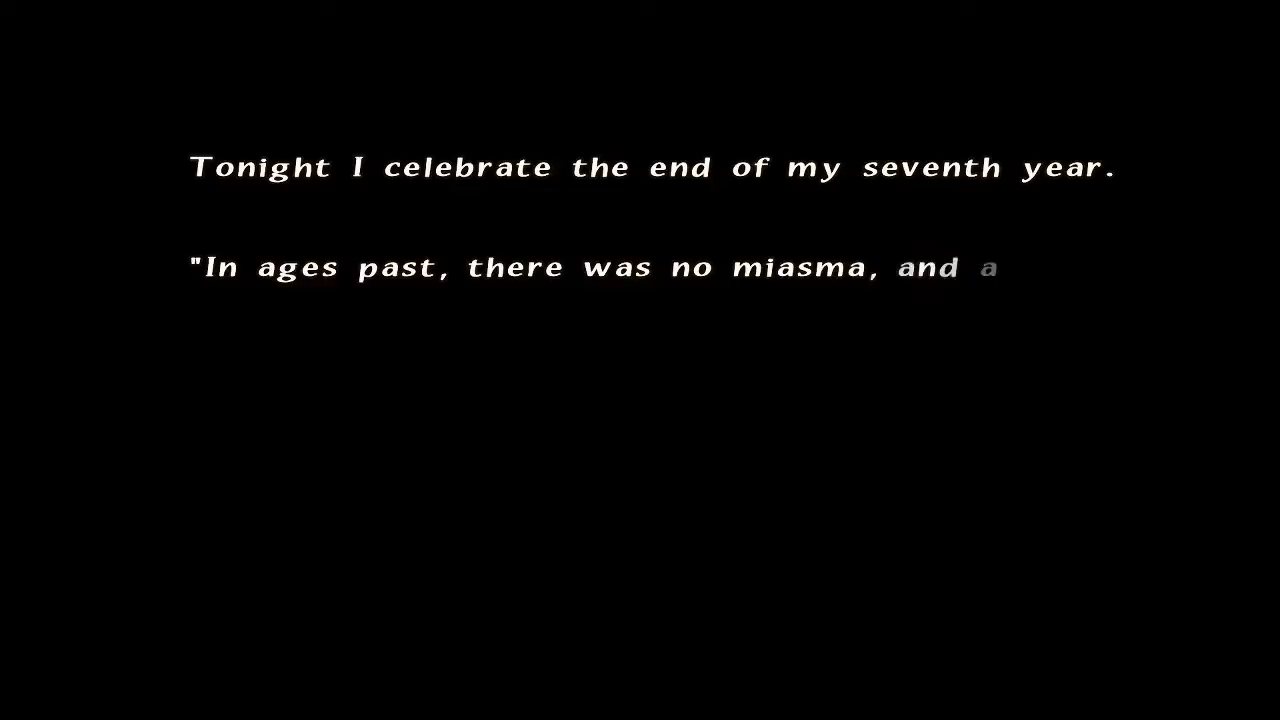 Tonight I celebrate the end of my seventh year.
"In ages past, there was no miasma, and a